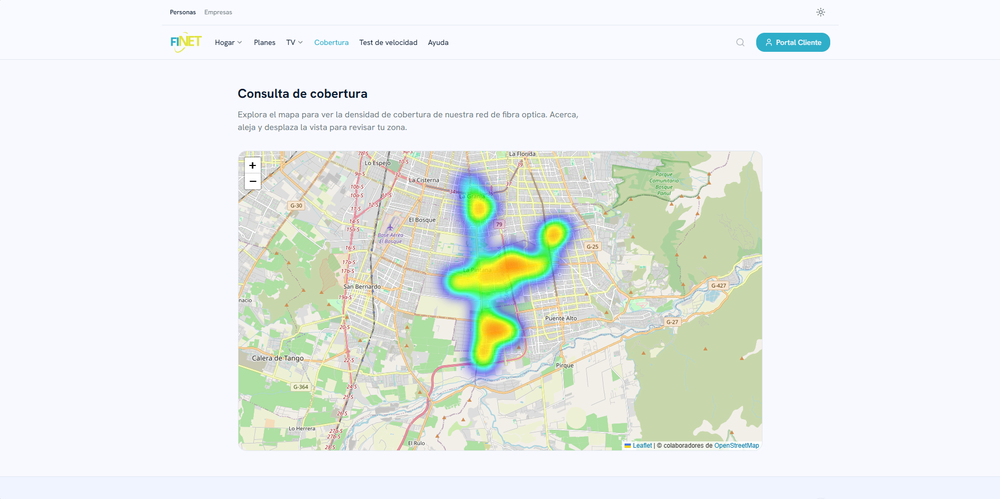 Personas
Empresas
FINET
Hogar
Planes
TV
Cobertura
Test de velocidad
Ayuda
Portal Cliente
Consulta de cobertura
Explora el mapa para ver la densidad de cobertura de nuestra red de fibra optica. Acerca,
aleja y desplaza la vista para revisar tu zona.
+
−
7b-S
9b-S
La Florida
Lo Espejo
10-S
39
9a-S
32
La Cisterna
Parque
Comunitario
Bosque
Panul
10b-S
37
34
36
10a-S
11-S
La Granja
12-S
G-30
11-S
El Bosque
14-S
79
15a-S
Base Aérea
El Bosque
16-S
G-25
17a-S
17b-S
La Pintana
San Bernardo
G-427
19a-S
nacio
Puente Alto
G-27
20-S
Calera de Tango
22-S
Pirque
G-364
24-S
25-S
26-S
Lo Herrera
27a-S
27b-S
El Rulo
28-S
Leaflet | © colaboradores de OpenStreetMap